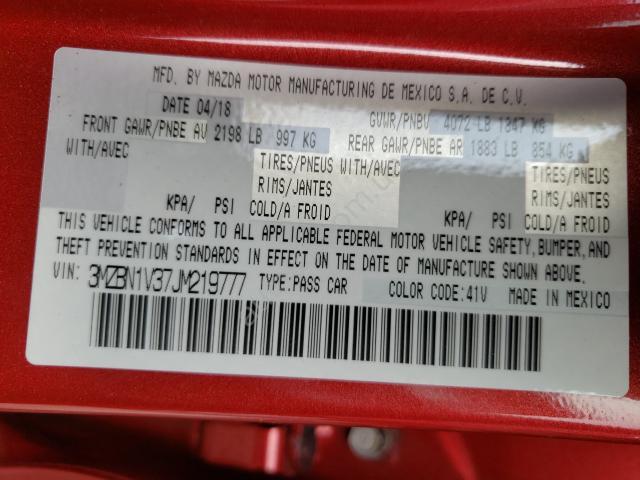 MFD. BY MAZDA MOTOR MANUFACTURING DE MEXICO S.A. DE C.V.
DATE 04/18 GVWR/PNBV 4072 LB 1847 KG
FRONT GAWR/PNBE AV 2198 LB 997 KG REAR GAWR/PNBE AR 1883 LB 854 KG
WITH/AVEC TIRES/PNEUS WITH/AVEC TIRES/PNEUS
RIMS/JANTES RIMS/JANTES
KPA/ PSI COLD/A FROID KPA/ PSI COLD/A FROID
THIS VEHICLE CONFORMS TO ALL APPLICABLE FEDERAL MOTOR VEHICLE SAFETY,BUMPER,AND
THEFT PREVENTION STANDARDS IN EFFECT ON THE DATE OF MANUFACTURE SHOWN ABOVE.
VIN: 3MZBN1V37JM219777 TYPE:PASS CAR COLOR CODE:41V MADE IN MEXICO